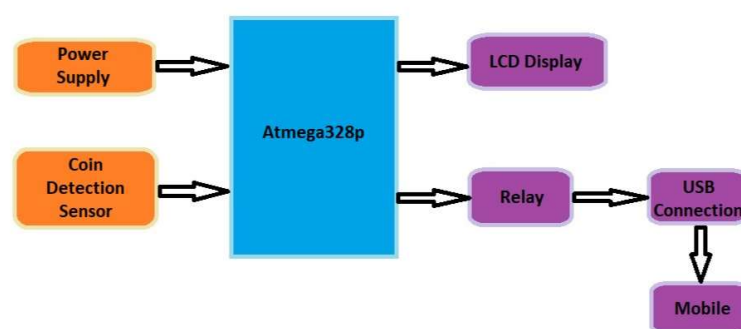 Power
Supply
LCD Display
Atmega328p
Coin
Detection
Sensor
Relay
USB
Connection
Mobile